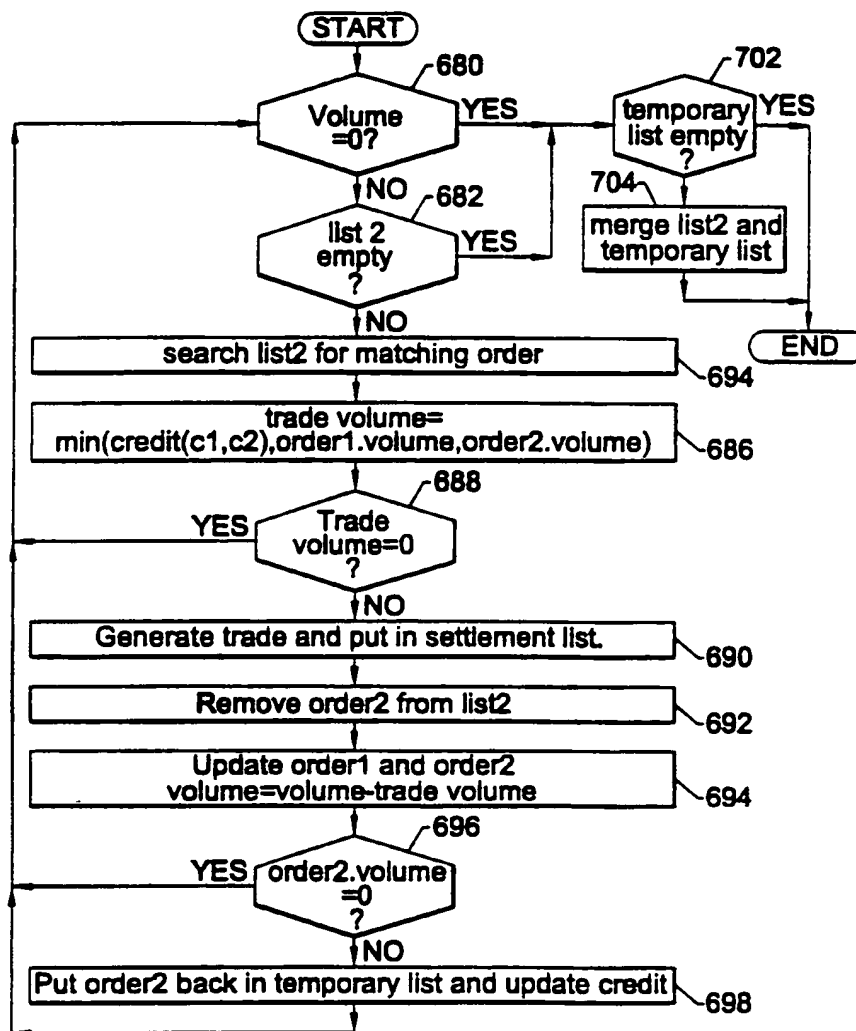 START
680
Volume
=0?
YES
NO
702
temporary
list empty
?
YES
704
merge list2 and
temporary list
END
682
list 2
empty
?
YES
NO
search list2 for matching order
694
trade volume=
min(credit(c1,c2),order1.volume,order2.volume)
686
688
Trade
volume=0
?
YES
NO
Generate trade and put in settlement list.
690
Remove order2 from list2
692
Update order1 and order2
volume=volume-trade volume
694
696
order2.volume
=0
?
YES
NO
Put order2 back in temporary list and update credit
698